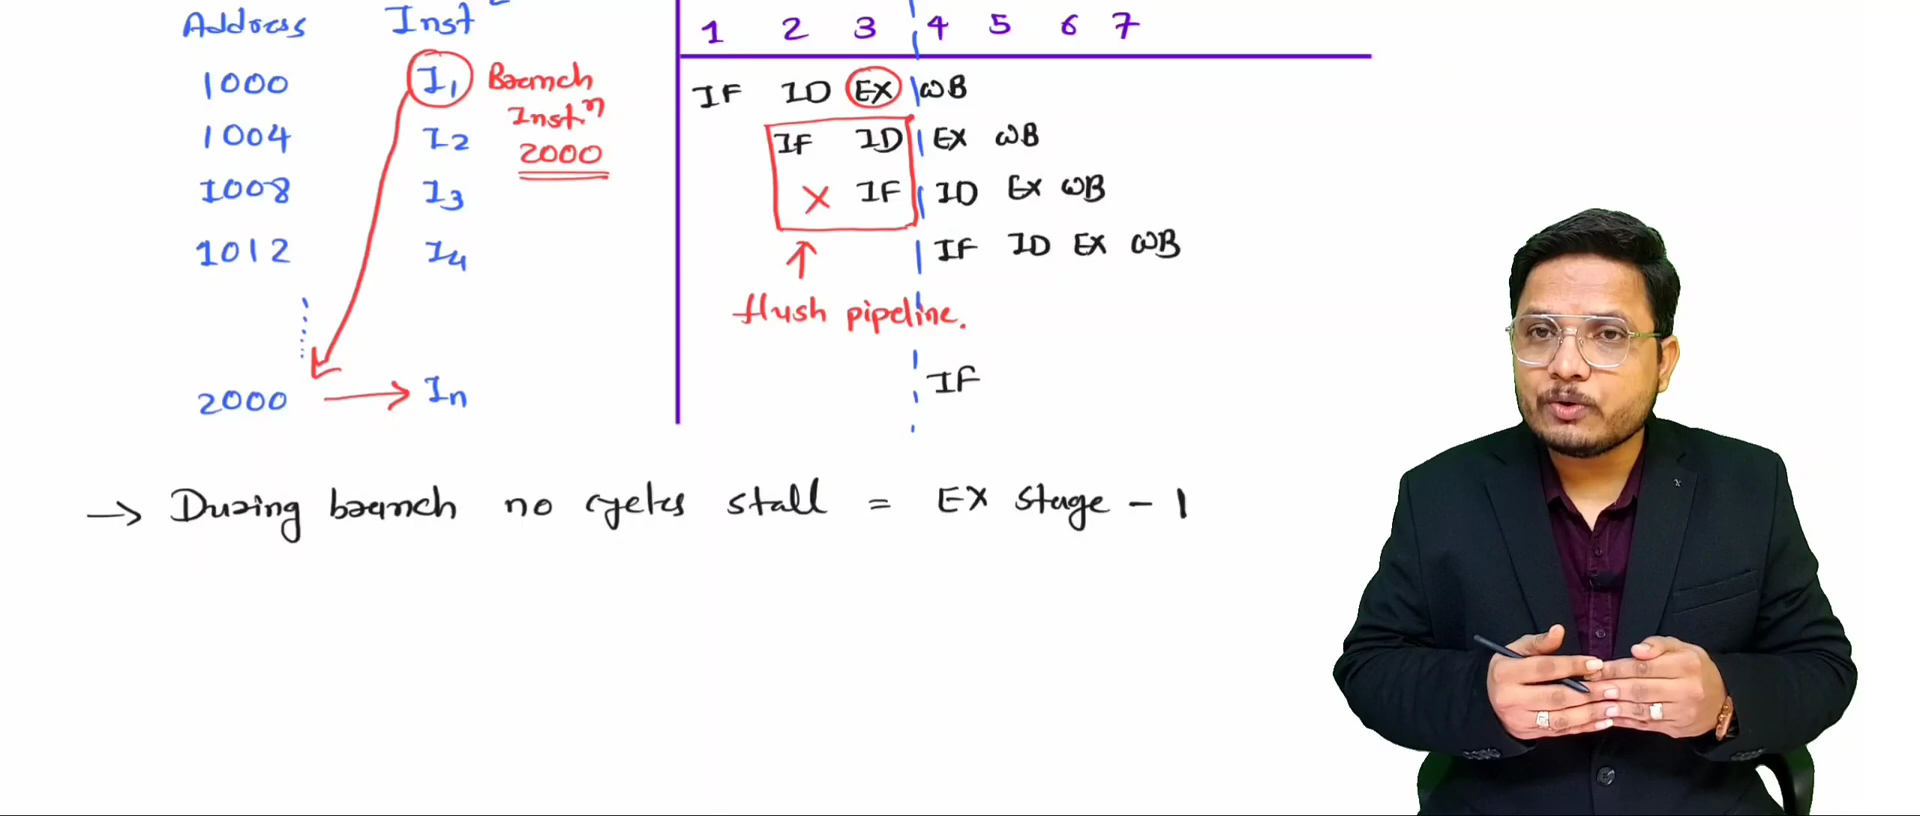 Address Inst 1 2 3 4 5 6 7
1000 I1 Branch IF ID EX WB
Instⁿ
1004 I2 2000 IF ID EX WB
1008 I3 X IF ID EX WB
1012 I4 IF ID EX WB
flush pipeline.
2000 → In IF
→ During branch no cycles stall = EX stage - 1